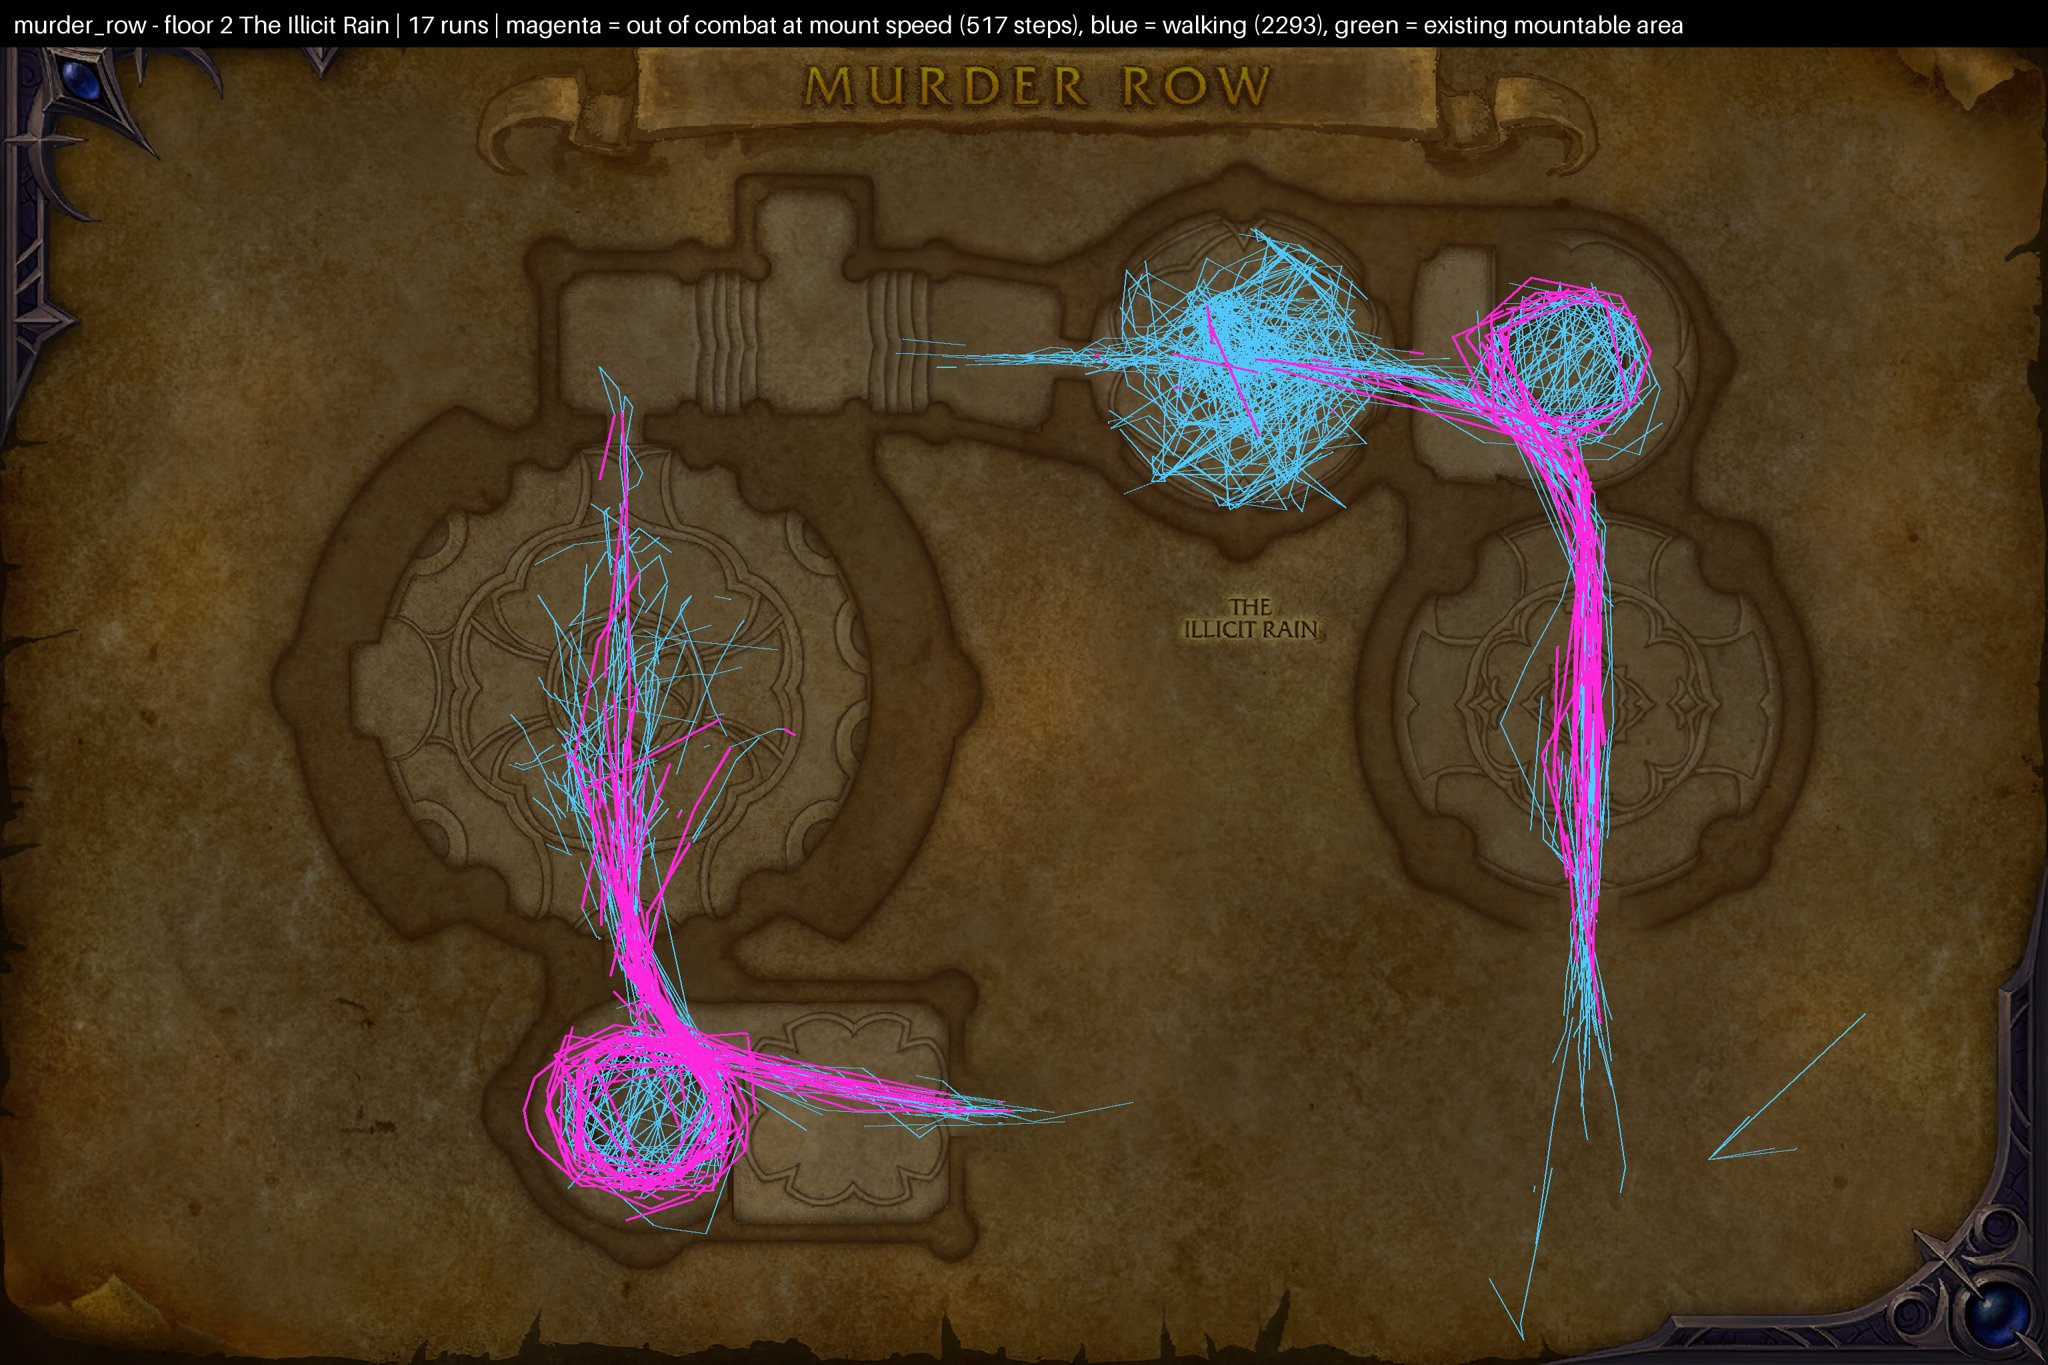 murder_row - floor 2 The Illicit Rain | 17 runs | magenta = out of combat at mount speed (517 steps), blue = walking (2293), green = existing mountable area
MURDER ROW
THE
ILLICIT RAIN